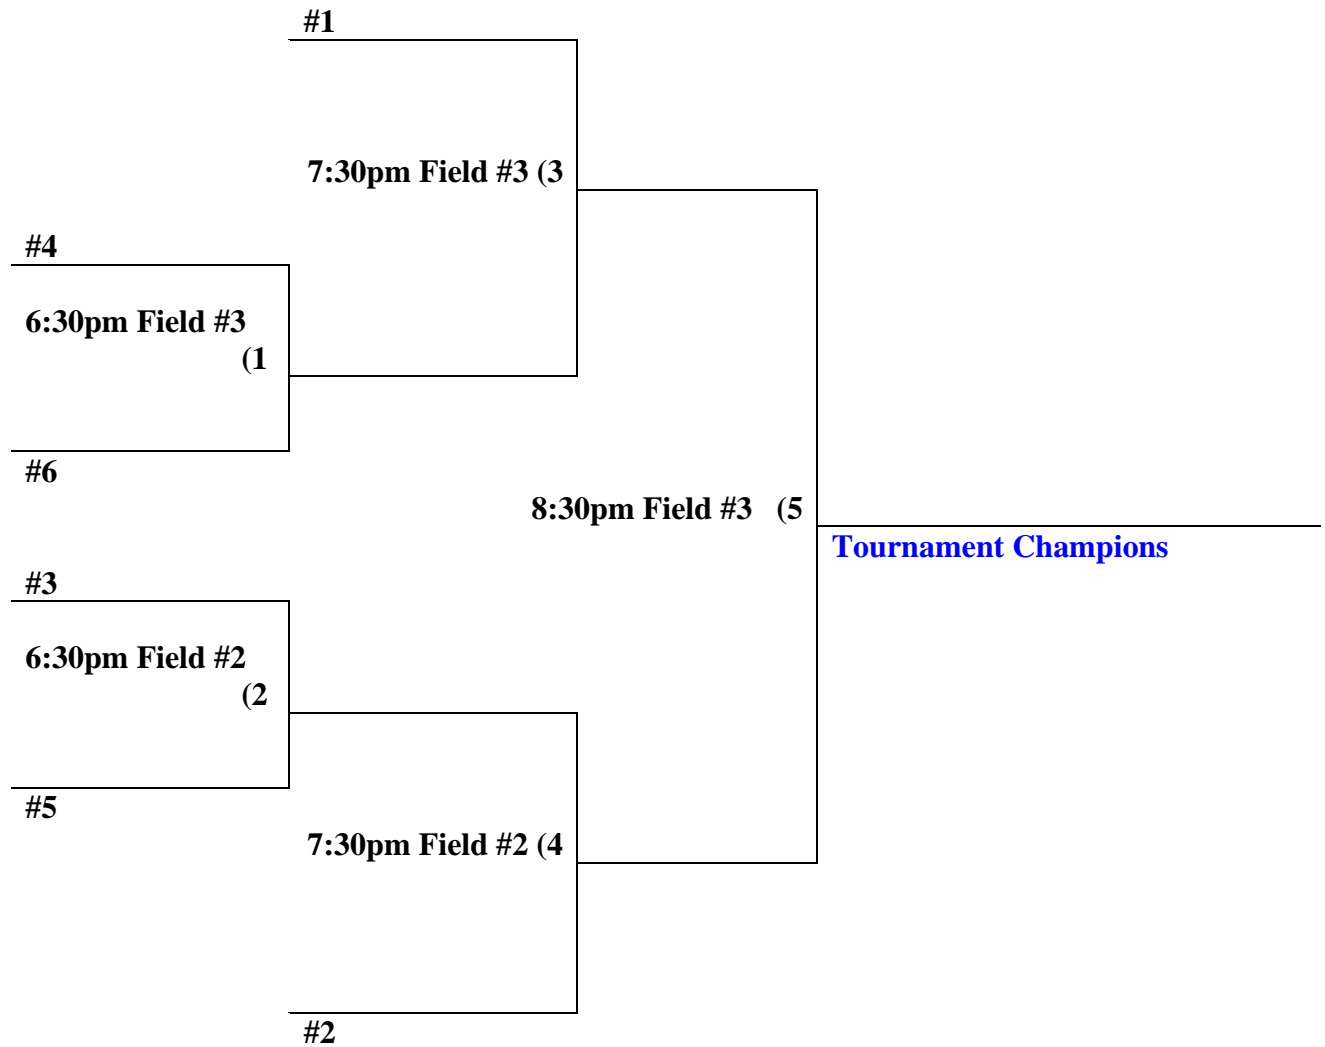 #1
7:30pm Field #3 (3
#4
6:30pm Field #3
(1
#6
8:30pm Field #3 (5
Tournament Champions
#3
6:30pm Field #2
(2
#5
7:30pm Field #2 (4
#2